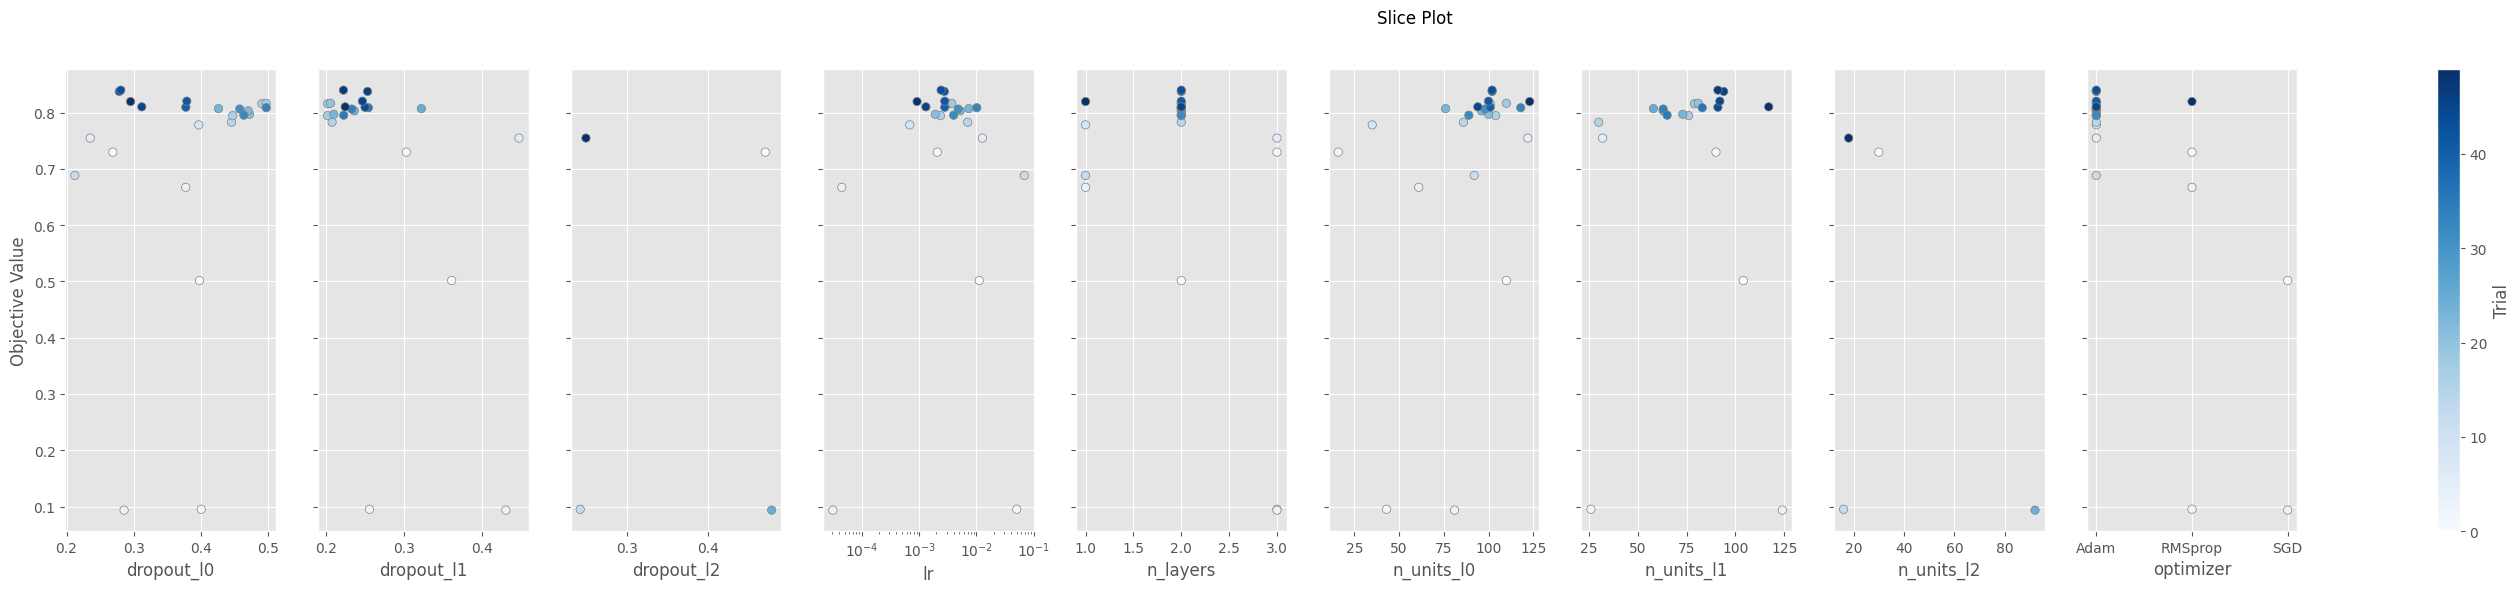 Slice Plot
Objective Value
0.8
0.7
0.6
0.5
0.4
0.3
0.2
0.1
0.2 0.3 0.4 0.5
dropout_l0
0.2 0.3 0.4
dropout_l1
0.3 0.4
dropout_l2
10⁻⁴ 10⁻³ 10⁻² 10⁻¹
lr
1.0 1.5 2.0 2.5 3.0
n_layers
25 50 75 100 125
n_units_l0
25 50 75 100 125
n_units_l1
20 40 60 80
n_units_l2
Adam RMSprop SGD
optimizer
40
30
20
10
0
Trial